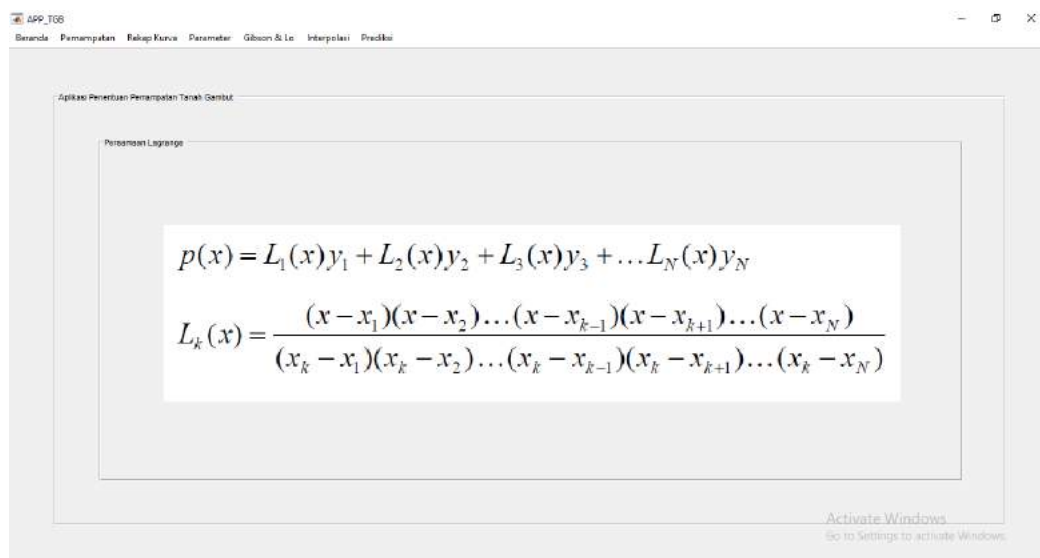 APP_TGB
Beranda Pemampatan Rekap Kurva Parameter Gibson & Lo Interpolasi Prediksi
Aplikasi Penentuan Pemampatan Tanah Gambut
Persamaan Lagrange
p(x) = L₁(x)y₁ + L₂(x)y₂ + L₃(x)y₃ + …L_N(x)y_N
L_k(x) = (x − x₁)(x − x₂)…(x − x_{k−1})(x − x_{k+1})…(x − x_N) / (x_k − x₁)(x_k − x₂)…(x_k − x_{k−1})(x_k − x_{k+1})…(x_k − x_N)
Activate Windows
Go to Settings to activate Windows.